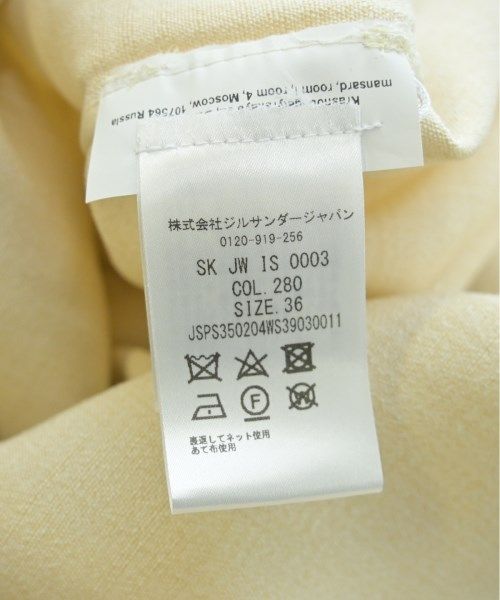 mansard, room I, room 4, Moscow, 107564 Russia
株式会社ジルサンダージャパン
0120-919-256
SK JW IS 0003
COL. 280
SIZE. 36
JSPS350204WS39030011
F
W
裏返してネット使用
あて布使用